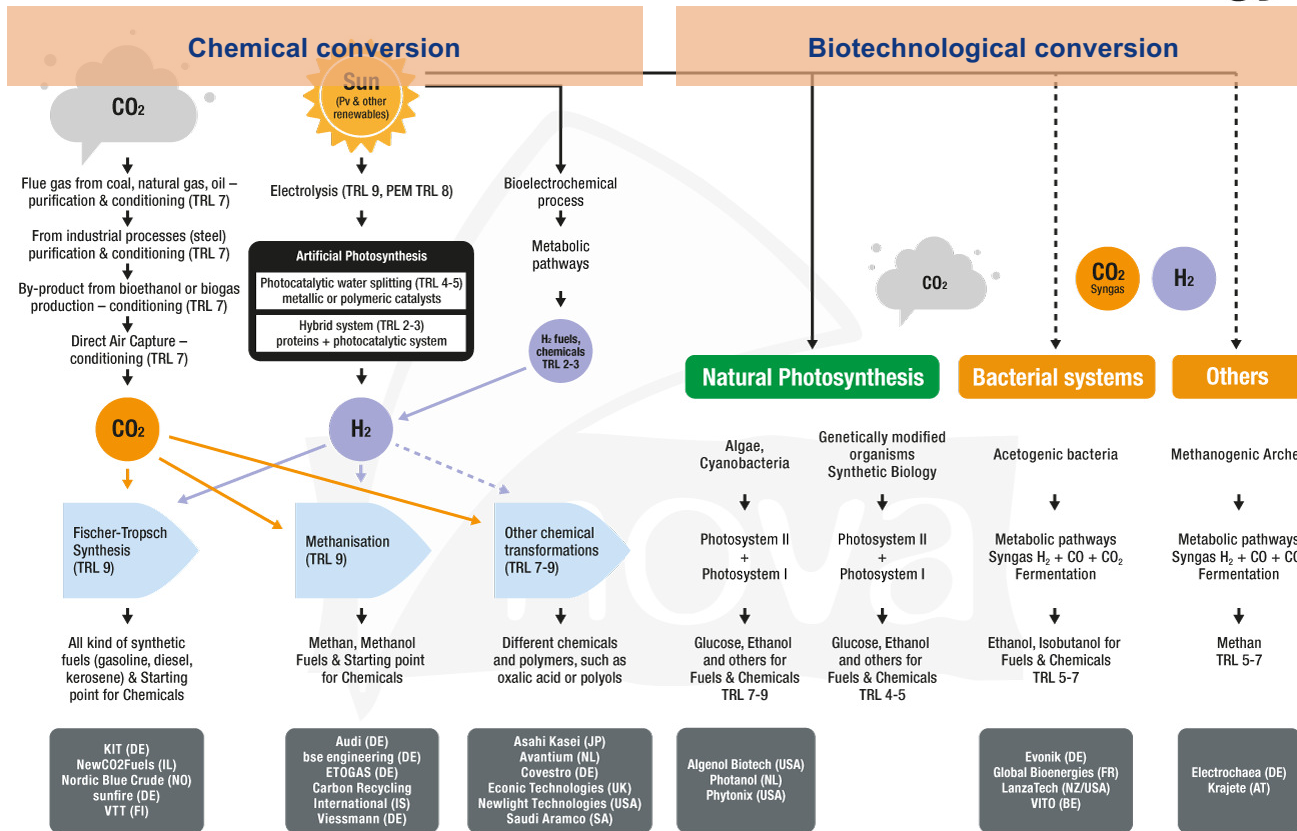 Chemical conversion
Biotechnological conversion
CO₂
Sun
(Pv & other
renewables)
Flue gas from coal, natural gas, oil –
purification & conditioning (TRL 7)
From industrial processes (steel)
purification & conditioning (TRL 7)
By-product from bioethanol or biogas
production – conditioning (TRL 7)
Direct Air Capture –
conditioning (TRL 7)
CO₂
Electrolysis (TRL 9, PEM TRL 8)
Artificial Photosynthesis
Photocatalytic water splitting (TRL 4-5)
metallic or polymeric catalysts
Hybrid system (TRL 2-3)
proteins + photocatalytic system
H₂
Bioelectrochemical
process
Metabolic
pathways
H₂ fuels,
chemicals
TRL 2-3
Fischer-Tropsch
Synthesis
(TRL 9)
Methanisation
(TRL 9)
Other chemical
transformations
(TRL 7-9)
All kind of synthetic
fuels (gasoline, diesel,
kerosene) & Starting
point for Chemicals
Methan, Methanol
Fuels & Starting point
for Chemicals
Different chemicals
and polymers, such as
oxalic acid or polyols
KIT (DE)
NewCO2Fuels (IL)
Nordic Blue Crude (NO)
sunfire (DE)
VTT (FI)
Audi (DE)
bse engineering (DE)
ETOGAS (DE)
Carbon Recycling
International (IS)
Viessmann (DE)
Asahi Kasei (JP)
Avantium (NL)
Covestro (DE)
Econic Technologies (UK)
Newlight Technologies (USA)
Saudi Aramco (SA)
CO₂
CO₂
Syngas
H₂
Natural Photosynthesis
Bacterial systems
Others
Algae,
Cyanobacteria
Photosystem II
+
Photosystem I
Glucose, Ethanol
and others for
Fuels & Chemicals
TRL 7-9
Genetically modified
organisms
Synthetic Biology
Photosystem II
+
Photosystem I
Glucose, Ethanol
and others for
Fuels & Chemicals
TRL 4-5
Acetogenic bacteria
Metabolic pathways
Syngas H₂ + CO + CO₂
Fermentation
Ethanol, Isobutanol for
Fuels & Chemicals
TRL 5-7
Methanogenic Arche
Metabolic pathways
Syngas H₂ + CO + CO
Fermentation
Methan
TRL 5-7
Algenol Biotech (USA)
Photanol (NL)
Phytonix (USA)
Evonik (DE)
Global Bioenergies (FR)
LanzaTech (NZ/USA)
VITO (BE)
Electrochaea (DE)
Krajete (AT)
nova